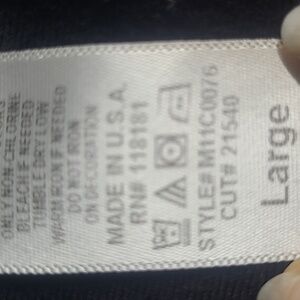 ONLY NON-CHLORINE
BLEACH IF NEEDED
TUMBLE DRY LOW
WARM IRON IF NEEDED
DO NOT IRON
ON DECORATION
MADE IN U.S.A.
RN# 118181
STYLE# M11C0076
CUT# 21540
Large